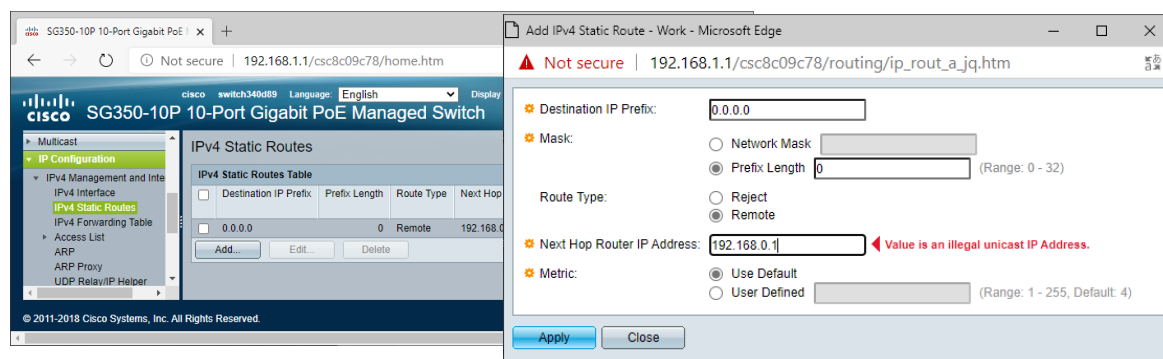 SG350-10P 10-Port Gigabit PoE
Not secure 192.168.1.1/csc8c09c78/home.htm
cisco switch340d89 Language: English Display
cisco SG350-10P 10-Port Gigabit PoE Managed Switch
Multicast
IP Configuration
IPv4 Management and Inte
IPv4 Interface
IPv4 Static Routes
IPv4 Forwarding Table
Access List
ARP
ARP Proxy
UDP Relay/IP Helper
IPv4 Static Routes
IPv4 Static Routes Table
Destination IP Prefix Prefix Length Route Type Next Hop
0.0.0.0 0 Remote 192.168.0
Add... Edit... Delete
© 2011-2018 Cisco Systems, Inc. All Rights Reserved.
Add IPv4 Static Route - Work - Microsoft Edge
Not secure 192.168.1.1/csc8c09c78/routing/ip_rout_a_jq.htm
Destination IP Prefix: 0.0.0.0
Mask: Network Mask
Prefix Length 0 (Range: 0 - 32)
Route Type: Reject
Remote
Next Hop Router IP Address: 192.168.0.1 Value is an illegal unicast IP Address.
Metric: Use Default
User Defined (Range: 1 - 255, Default: 4)
Apply Close